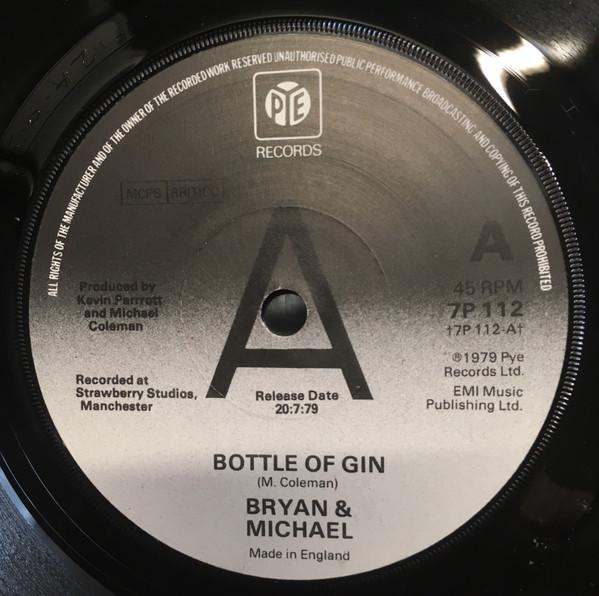 ALL RIGHTS OF THE MANUFACTURER AND OF THE OWNER OF THE RECORDED WORK RESERVED UNAUTHORISED PUBLIC PERFORMANCE BROADCASTING AND COPYING OF THIS RECORD PROHIBITED
PYE
RECORDS
MCPS BRITICO
A
A
Produced by
Kevin Parrrott
and Michael
Coleman
45 RPM
7P 112
†7P 112-A†
℗1979 Pye
Records Ltd.
EMI Music
Publishing Ltd.
Recorded at
Strawberry Studios,
Manchester
Release Date
20:7:79
BOTTLE OF GIN
(M. Coleman)
BRYAN &
MICHAEL
Made in England